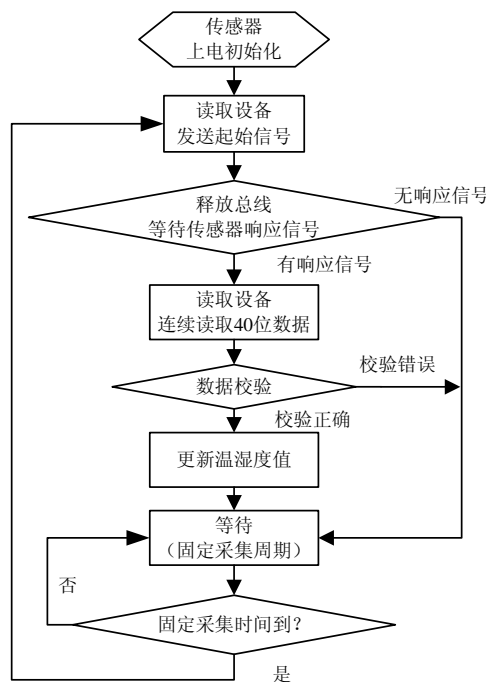 传感器
上电初始化
读取设备
发送起始信号
释放总线
等待传感器响应信号
无响应信号
有响应信号
读取设备
连续读取40位数据
校验错误
数据校验
校验正确
更新温湿度值
等待
（固定采集周期）
否
固定采集时间到？
是